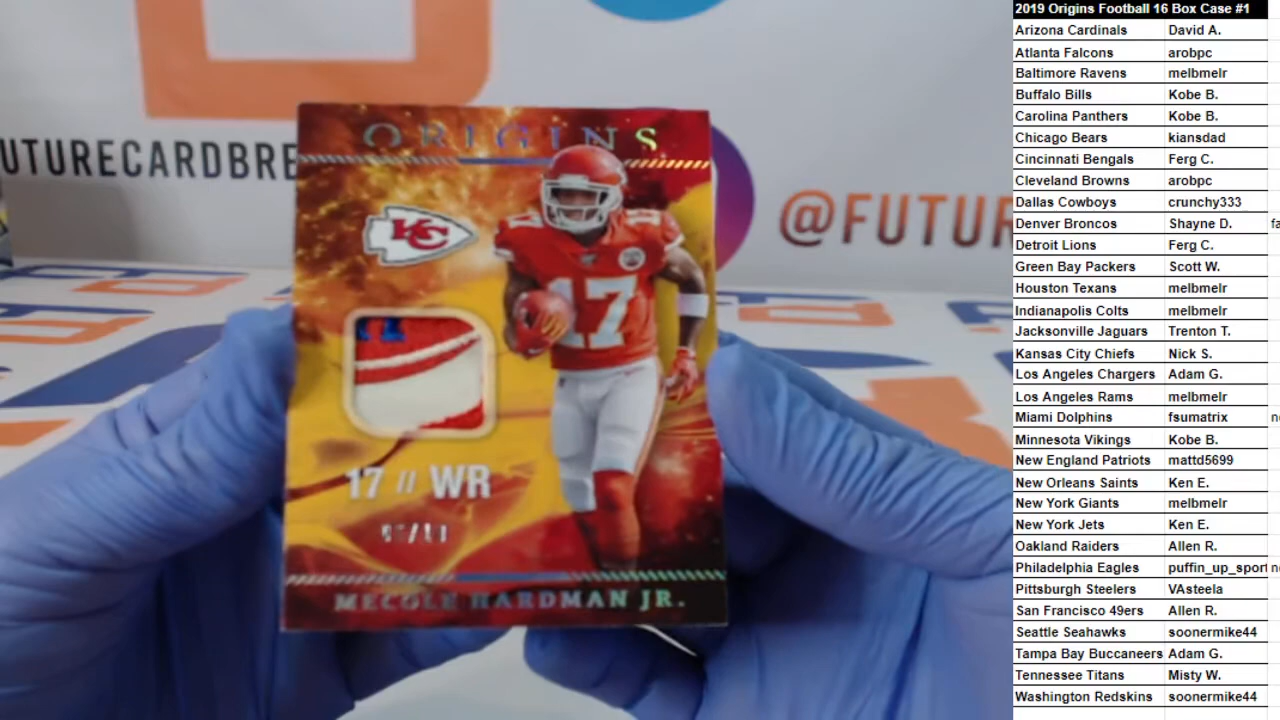 UTURECARDBRE
@FUTUR
ORIGINS
KC
17
17 // WR
MECOLE HARDMAN JR.
2019 Origins Football 16 Box Case #1
Arizona Cardinals David A.
Atlanta Falcons arobpc
Baltimore Ravens melbmelr
Buffalo Bills Kobe B.
Carolina Panthers Kobe B.
Chicago Bears kiansdad
Cincinnati Bengals Ferg C.
Cleveland Browns arobpc
Dallas Cowboys crunchy333
Denver Broncos Shayne D. fa
Detroit Lions Ferg C.
Green Bay Packers Scott W.
Houston Texans melbmelr
Indianapolis Colts melbmelr
Jacksonville Jaguars Trenton T.
Kansas City Chiefs Nick S.
Los Angeles Chargers Adam G.
Los Angeles Rams melbmelr
Miami Dolphins fsumatrix
Minnesota Vikings Kobe B.
New England Patriots mattd5699
New Orleans Saints Ken E.
New York Giants melbmelr
New York Jets Ken E.
Oakland Raiders Allen R.
Philadelphia Eagles puffin_up_sport
Pittsburgh Steelers VAsteela
San Francisco 49ers Allen R.
Seattle Seahawks soonermike44
Tampa Bay Buccaneers Adam G.
Tennessee Titans Misty W.
Washington Redskins soonermike44